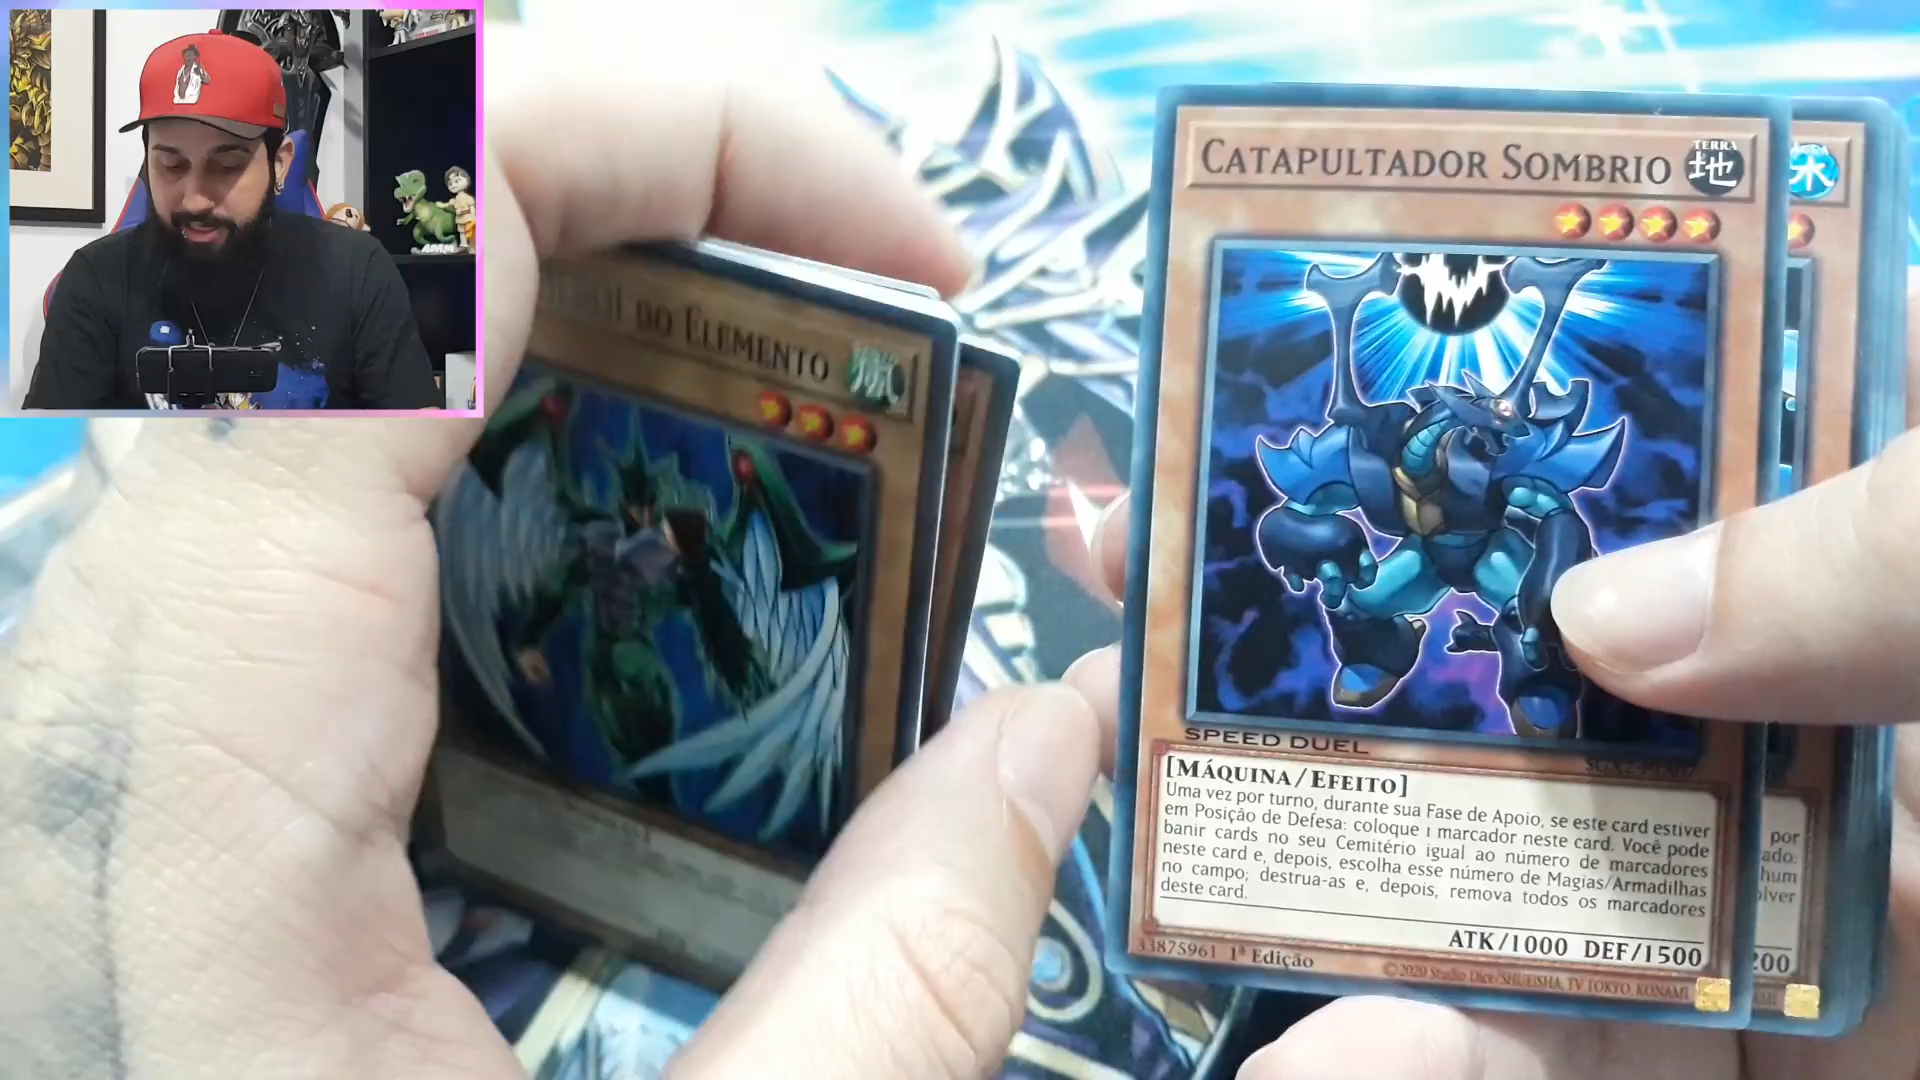 CATAPULTADOR SOMBRIO
TERRA
地
SPEED DUEL
[MÁQUINA/EFEITO]
Uma vez por turno, durante sua Fase de Apoio, se este card estiver
em Posição de Defesa: coloque 1 marcador neste card. Você pode
banir cards no seu Cemitério igual ao número de marcadores
neste card e, depois, escolha esse número de Magias/Armadilhas
no campo; destrua-as e, depois, remova todos os marcadores
deste card.
ATK/1000 DEF/1500
33875961 1ª Edição
©2020 Studio Dice/SHUEISHA, TV TOKYO, KONAMI
DO ELEMENTO
風
水
por
200